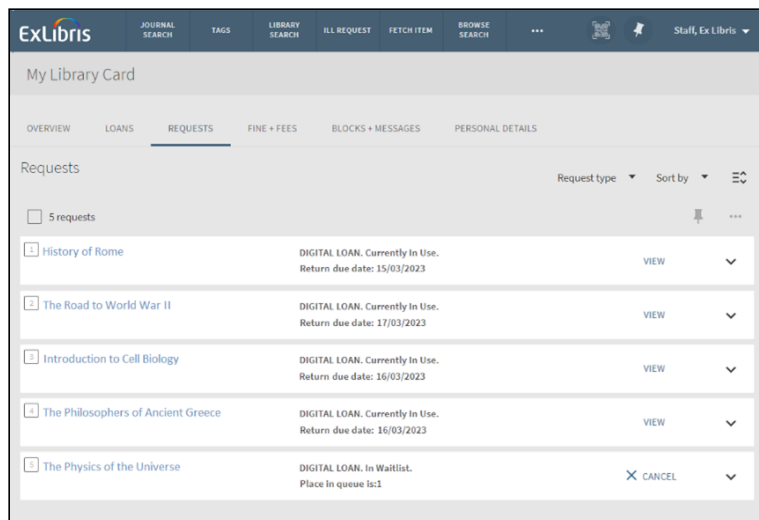 ExLibris
JOURNAL SEARCH
TAGS
LIBRARY SEARCH
ILL REQUEST
FETCH ITEM
BROWSE SEARCH
•••
Staff, Ex Libris
My Library Card
OVERVIEW LOANS REQUESTS FINE + FEES BLOCKS + MESSAGES PERSONAL DETAILS
Requests
Request type Sort by
5 requests
1 History of Rome
DIGITAL LOAN. Currently In Use.
Return due date: 15/03/2023
VIEW
2 The Road to World War II
DIGITAL LOAN. Currently In Use.
Return due date: 17/03/2023
VIEW
3 Introduction to Cell Biology
DIGITAL LOAN. Currently In Use.
Return due date: 16/03/2023
VIEW
4 The Philosophers of Ancient Greece
DIGITAL LOAN. Currently In Use.
Return due date: 16/03/2023
VIEW
5 The Physics of the Universe
DIGITAL LOAN. In Waitlist.
Place in queue is:1
CANCEL